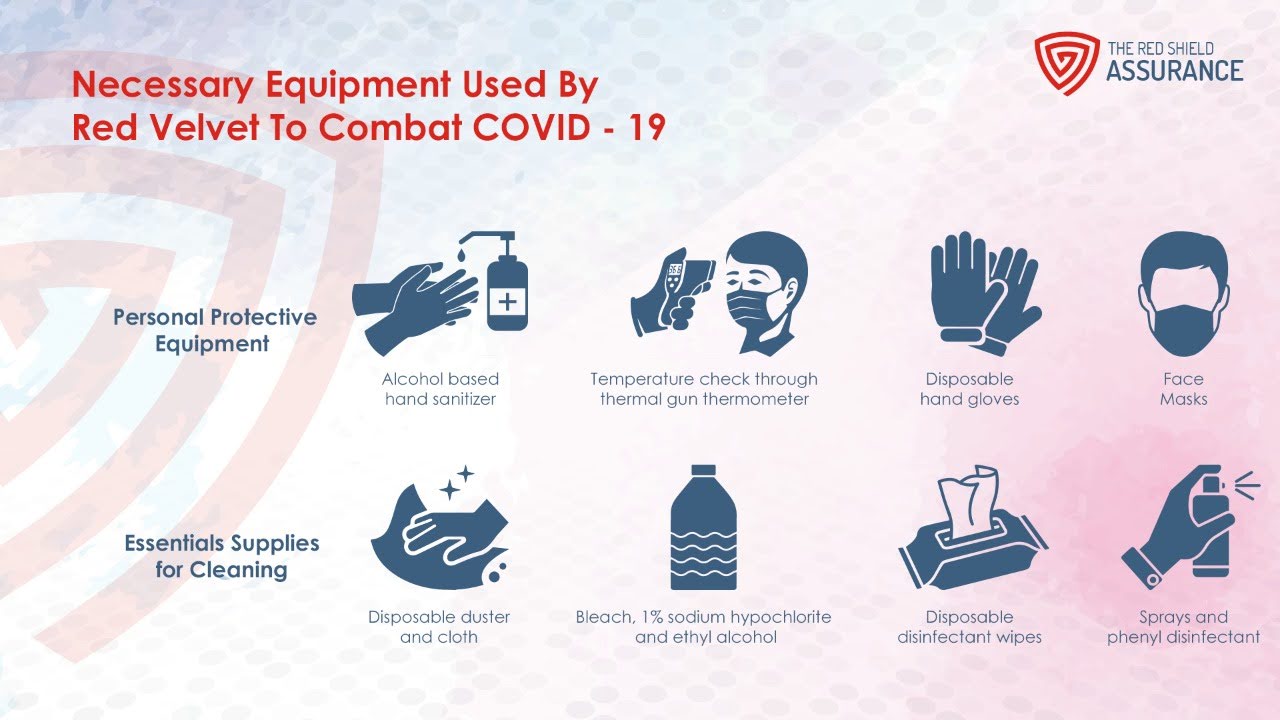 THE RED SHIELD
ASSURANCE
Necessary Equipment Used By
Red Velvet To Combat COVID - 19
Personal Protective
Equipment
Alcohol based
hand sanitizer
Temperature check through
thermal gun thermometer
Disposable
hand gloves
Face
Masks
Essentials Supplies
for Cleaning
Disposable duster
and cloth
Bleach, 1% sodium hypochlorite
and ethyl alcohol
Disposable
disinfectant wipes
Sprays and
phenyl disinfectant